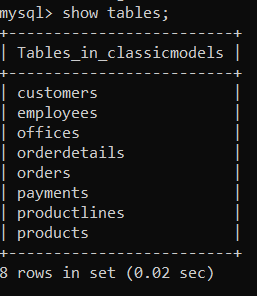 mysql> show tables;
+-------------------------+
| Tables_in_classicmodels |
+-------------------------+
| customers               |
| employees               |
| offices                 |
| orderdetails            |
| orders                  |
| payments                |
| productlines            |
| products                |
+-------------------------+
8 rows in set (0.02 sec)